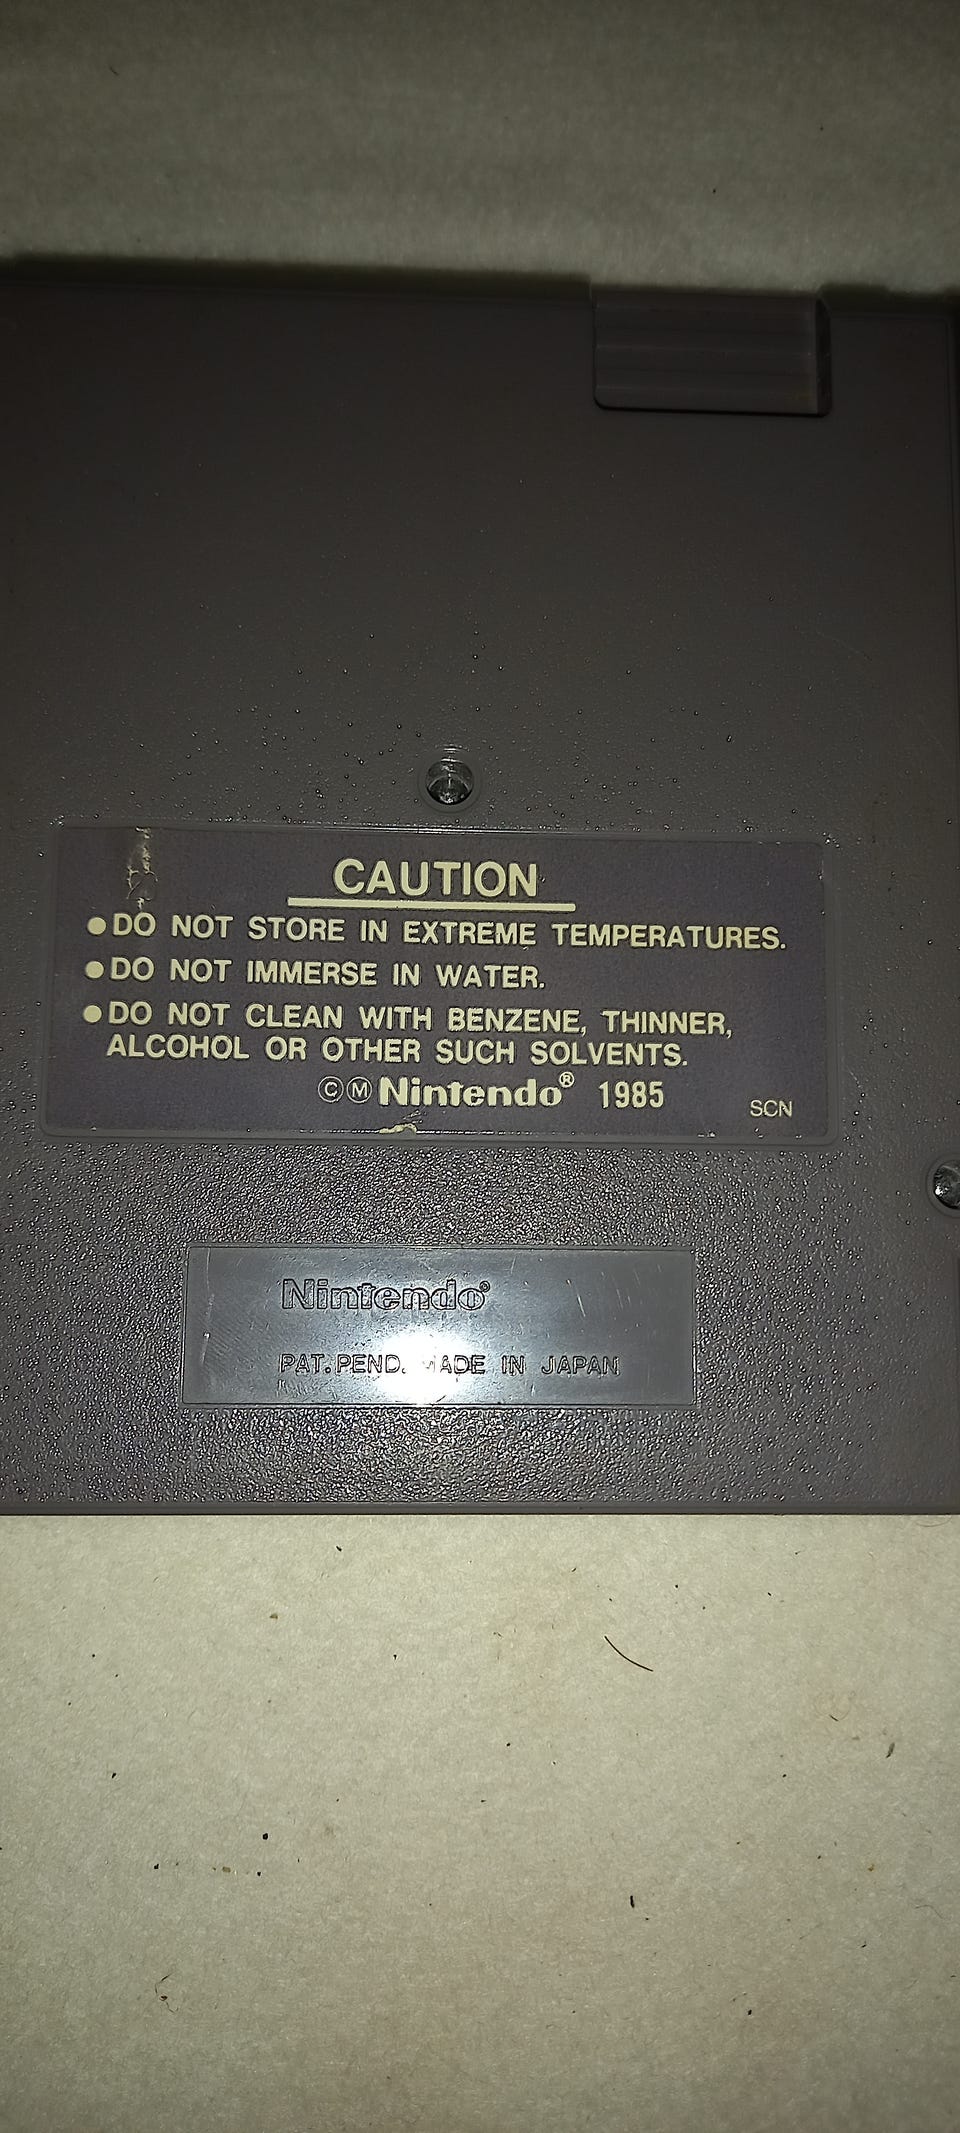 CAUTION
●DO NOT STORE IN EXTREME TEMPERATURES.
●DO NOT IMMERSE IN WATER.
●DO NOT CLEAN WITH BENZENE, THINNER,
ALCOHOL OR OTHER SUCH SOLVENTS.
ⒸⓂNintendo® 1985
SCN
Nintendo®
PAT.PEND. MADE IN JAPAN